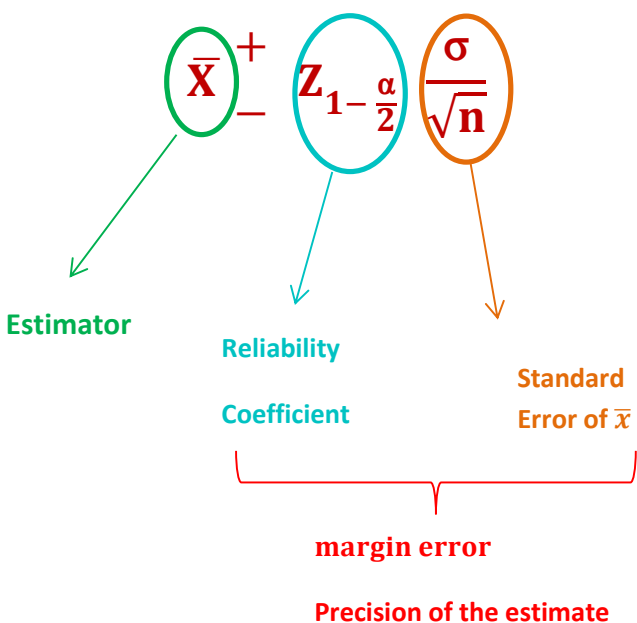 X̄ ± Z₁₋α/₂ σ/√n
Estimator
Reliability
Coefficient
Standard
Error of x̄
margin error
Precision of the estimate